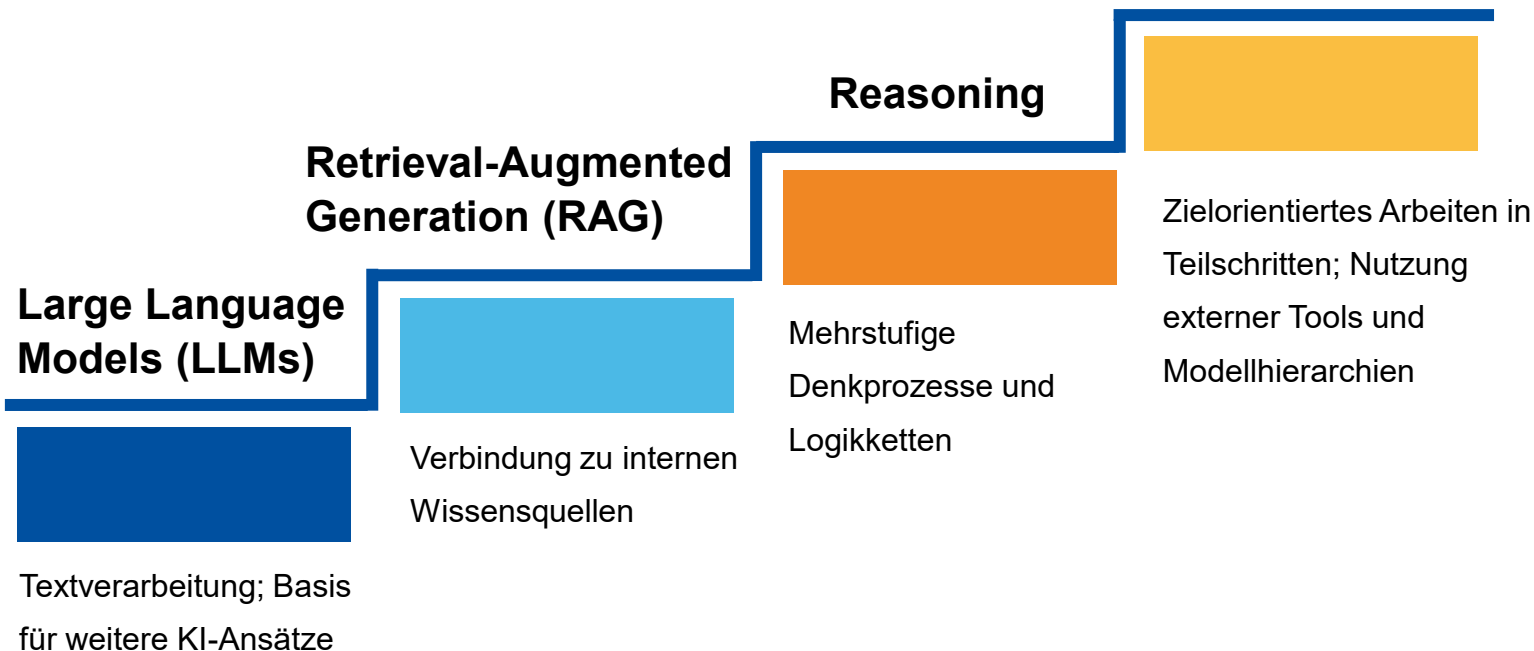 Large Language
Models (LLMs)
Textverarbeitung; Basis
für weitere KI-Ansätze
Retrieval-Augmented
Generation (RAG)
Verbindung zu internen
Wissensquellen
Reasoning
Mehrstufige
Denkprozesse und
Logikketten
Zielorientiertes Arbeiten in
Teilschritten; Nutzung
externer Tools und
Modellhierarchien